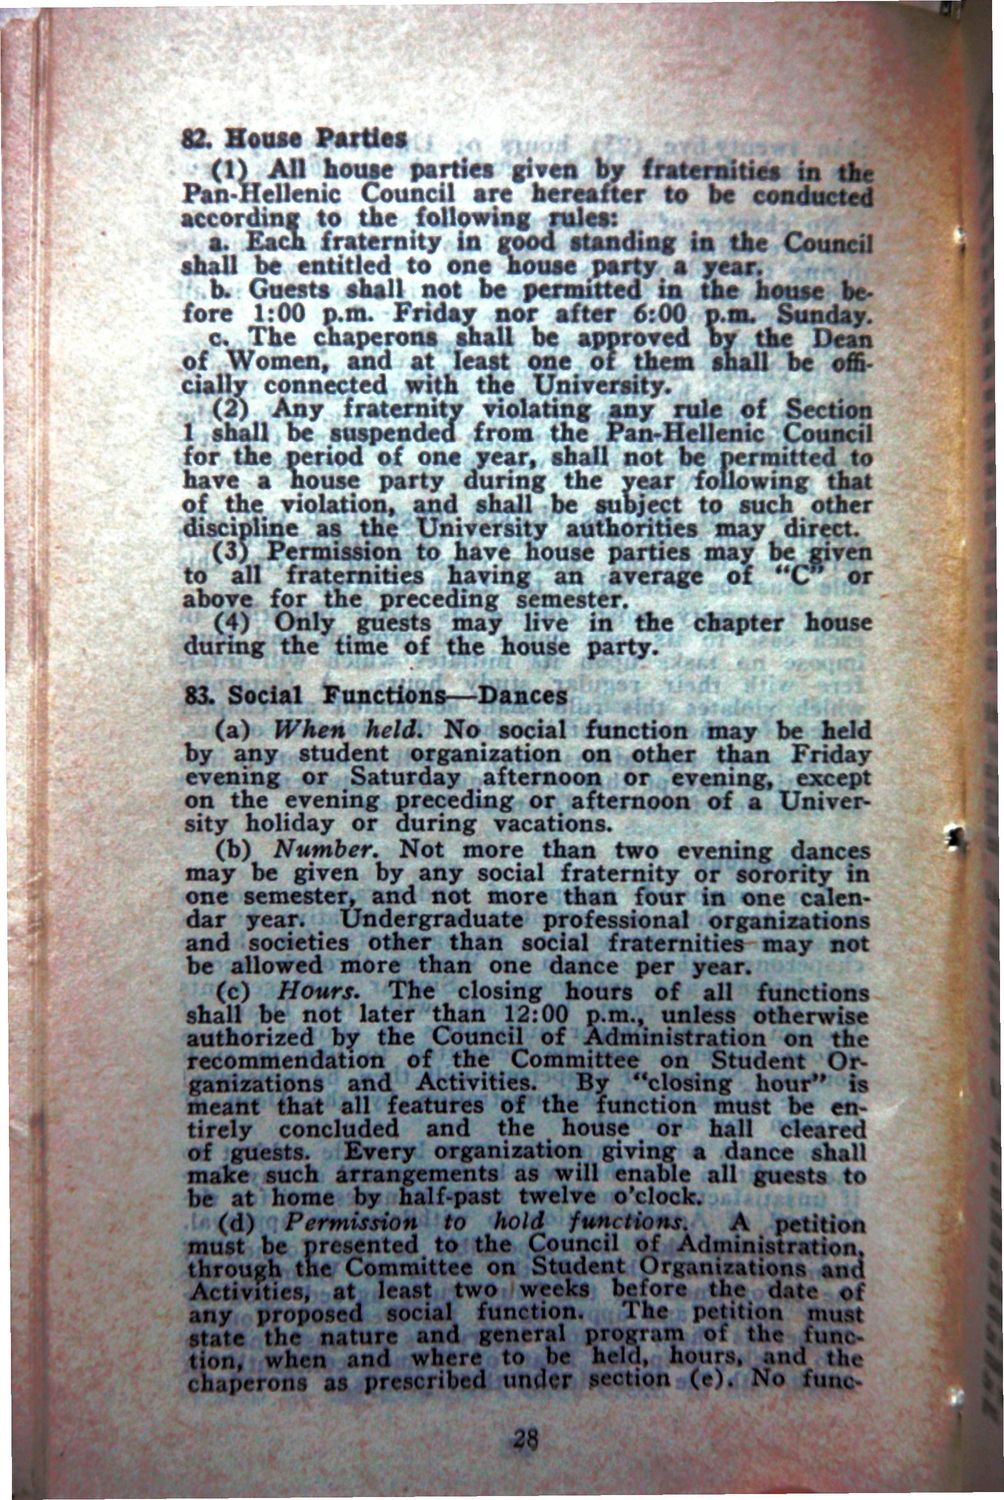 82. House Parties
(1) All house parties given by fraternities in the
Pan-Hellenic Council are hereafter to be conducted
according to the following rules:
a. Each fraternity in good standing in the Council
shall be entitled to one house party a year.
b. Guests shall not be permitted in the house be-
fore 1:00 p.m. Friday nor after 6:00 p.m. Sunday.
c. The chaperons shall be approved by the Dean
of Women, and at least one of them shall be offi-
cially connected with the University.
(2) Any fraternity violating any rule of Section
1 shall be suspended from the Pan-Hellenic Council
for the period of one year, shall not be permitted to
have a house party during the year following that
of the violation, and shall be subject to such other
discipline as the University authorities may direct.
(3) Permission to have house parties may be given
to all fraternities having an average of “C” or
above for the preceding semester.
(4) Only guests may live in the chapter house
during the time of the house party.
83. Social Functions—Dances
(a) When held. No social function may be held
by any student organization on other than Friday
evening or Saturday afternoon or evening, except
on the evening preceding or afternoon of a Univer-
sity holiday or during vacations.
(b) Number. Not more than two evening dances
may be given by any social fraternity or sorority in
one semester, and not more than four in one calen-
dar year. Undergraduate professional organizations
and societies other than social fraternities may not
be allowed more than one dance per year.
(c) Hours. The closing hours of all functions
shall be not later than 12:00 p.m., unless otherwise
authorized by the Council of Administration on the
recommendation of the Committee on Student Or-
ganizations and Activities. By “closing hour” is
meant that all features of the function must be en-
tirely concluded and the house or hall cleared
of guests. Every organization giving a dance shall
make such arrangements as will enable all guests to
be at home by half-past twelve o’clock.
(d) Permission to hold functions. A petition
must be presented to the Council of Administration,
through the Committee on Student Organizations and
Activities, at least two weeks before the date of
any proposed social function. The petition must
state the nature and general program of the func-
tion, when and where to be held, hours, and the
chaperons as prescribed under section (e). No func-
28